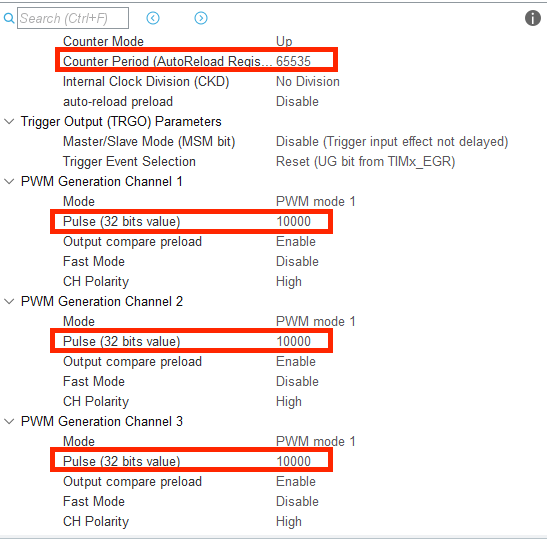 Search (Ctrl+F)
Counter Mode Up
Counter Period (AutoReload Regis... 65535
Internal Clock Division (CKD) No Division
auto-reload preload Disable
Trigger Output (TRGO) Parameters
Master/Slave Mode (MSM bit) Disable (Trigger input effect not delayed)
Trigger Event Selection Reset (UG bit from TIMx_EGR)
PWM Generation Channel 1
Mode PWM mode 1
Pulse (32 bits value) 10000
Output compare preload Enable
Fast Mode Disable
CH Polarity High
PWM Generation Channel 2
Mode PWM mode 1
Pulse (32 bits value) 10000
Output compare preload Enable
Fast Mode Disable
CH Polarity High
PWM Generation Channel 3
Mode PWM mode 1
Pulse (32 bits value) 10000
Output compare preload Enable
Fast Mode Disable
CH Polarity High